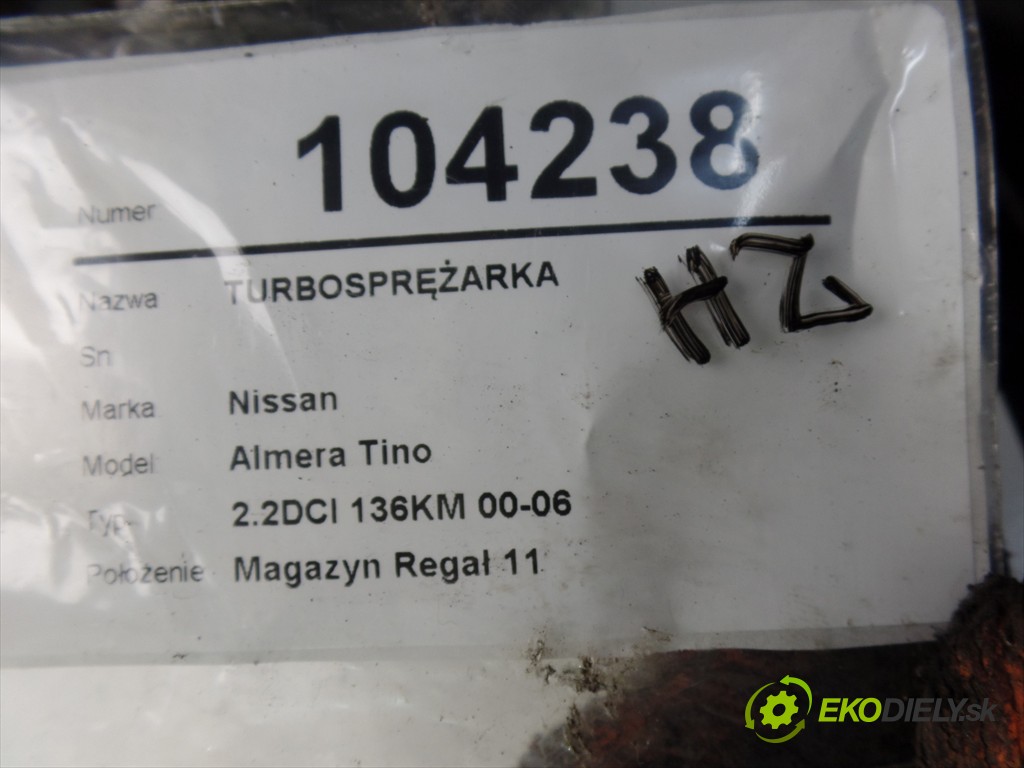 Numer 104238
Nazwa TURBOSPRĘŻARKA
HZ
Sn
Marka Nissan
Model Almera Tino
Typ 2.2DCI 136KM 00-06
Położenie Magazyn Regał 11
EKODIELY.sk